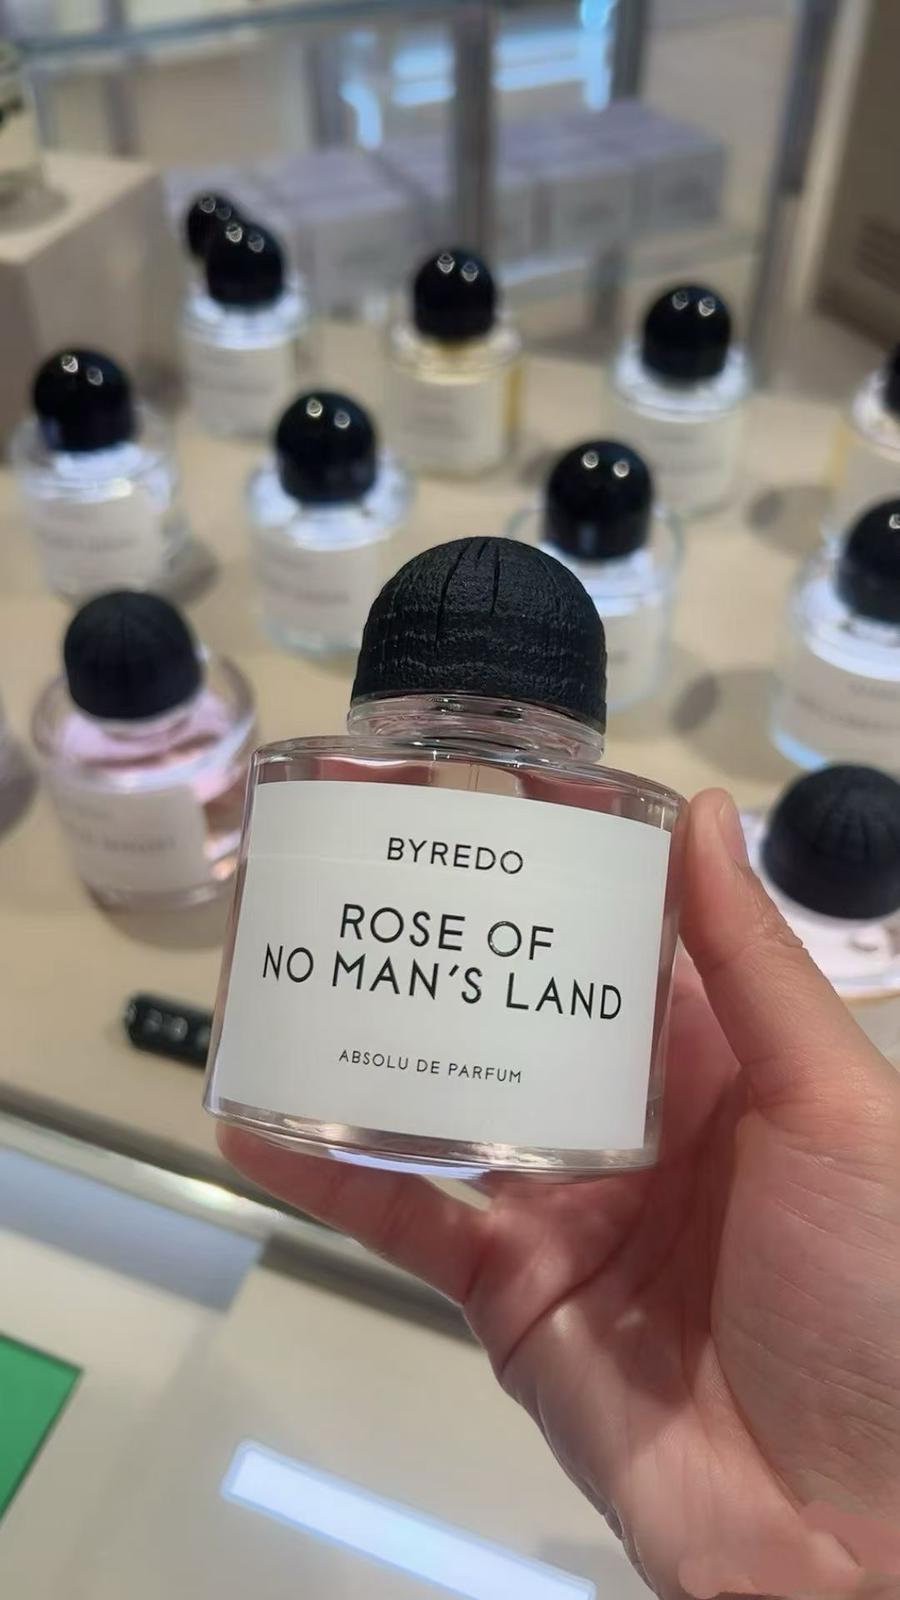 BYREDO
ROSE OF
NO MAN'S LAND
ABSOLU DE PARFUM